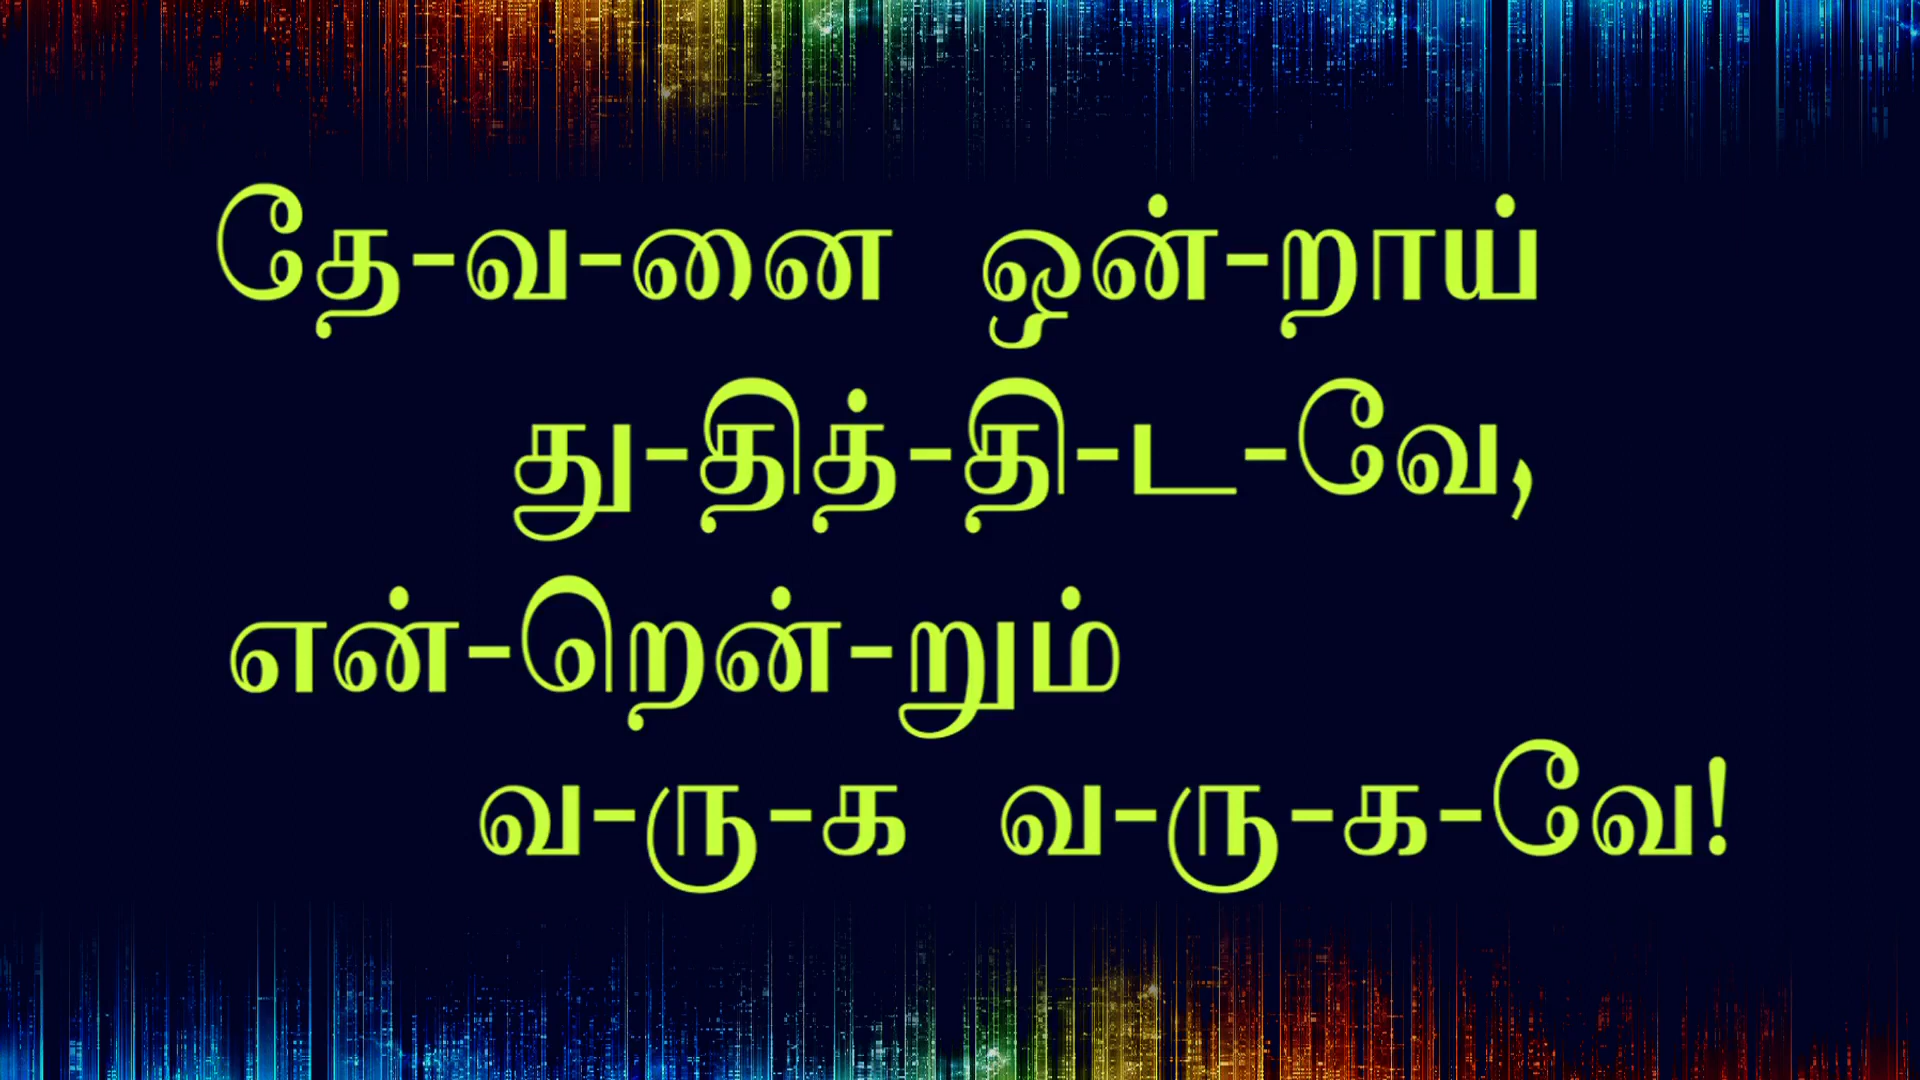 தே-வ-னை ஒன்-றாய்
து-தித்-தி-ட-வே,
என்-றென்-றும்
வ-ரு-க வ-ரு-க-வே!